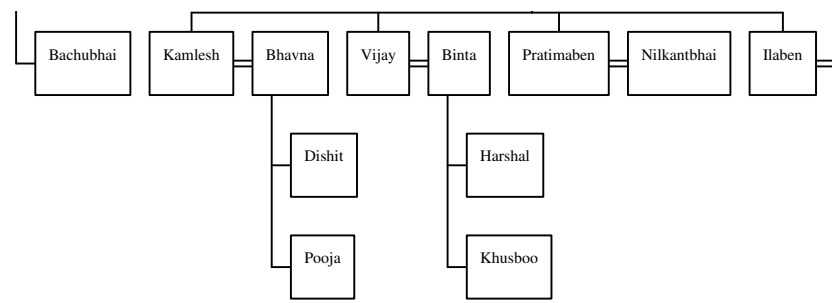 Bachubhai
Kamlesh
Bhavna
Vijay
Binta
Pratimaben
Nilkantbhai
Ilaben
Dishit
Harshal
Pooja
Khusboo